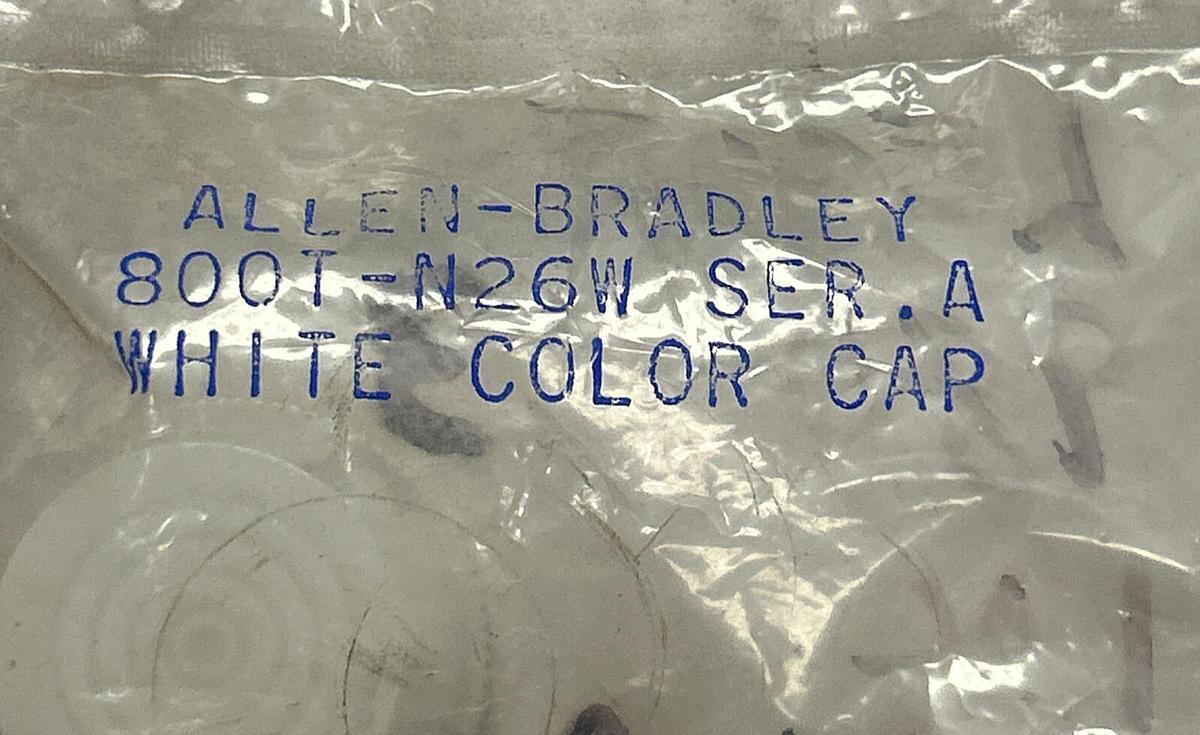 ALLEN-BRADLEY
800T-N26W SER.A
WHITE COLOR CAP